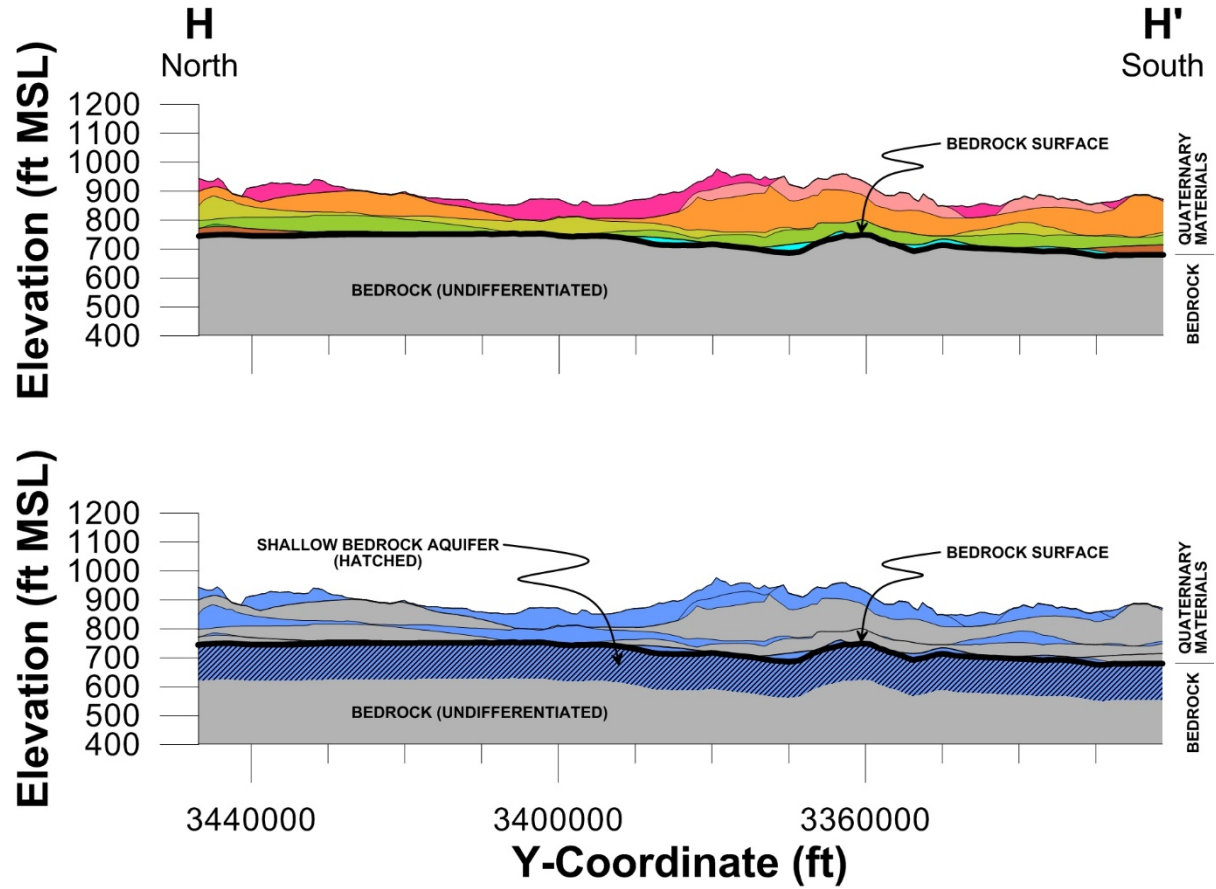 H
North
H'
South
Elevation (ft MSL)
1200
1100
1000
900
800
700
600
500
400
BEDROCK SURFACE
BEDROCK (UNDIFFERENTIATED)
QUATERNARY
MATERIALS
BEDROCK
Elevation (ft MSL)
1200
1100
1000
900
800
700
600
500
400
SHALLOW BEDROCK AQUIFER
(HATCHED)
BEDROCK SURFACE
BEDROCK (UNDIFFERENTIATED)
QUATERNARY
MATERIALS
BEDROCK
3440000
3400000
3360000
Y-Coordinate (ft)